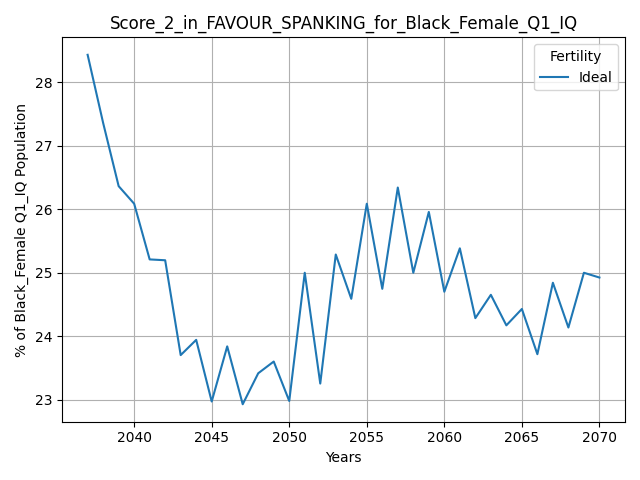 Score_2_in_FAVOUR_SPANKING_for_Black_Female_Q1_IQ
Fertility
Ideal
% of Black_Female Q1_IQ Population
28
27
26
25
24
23
2040 2045 2050 2055 2060 2065 2070
Years